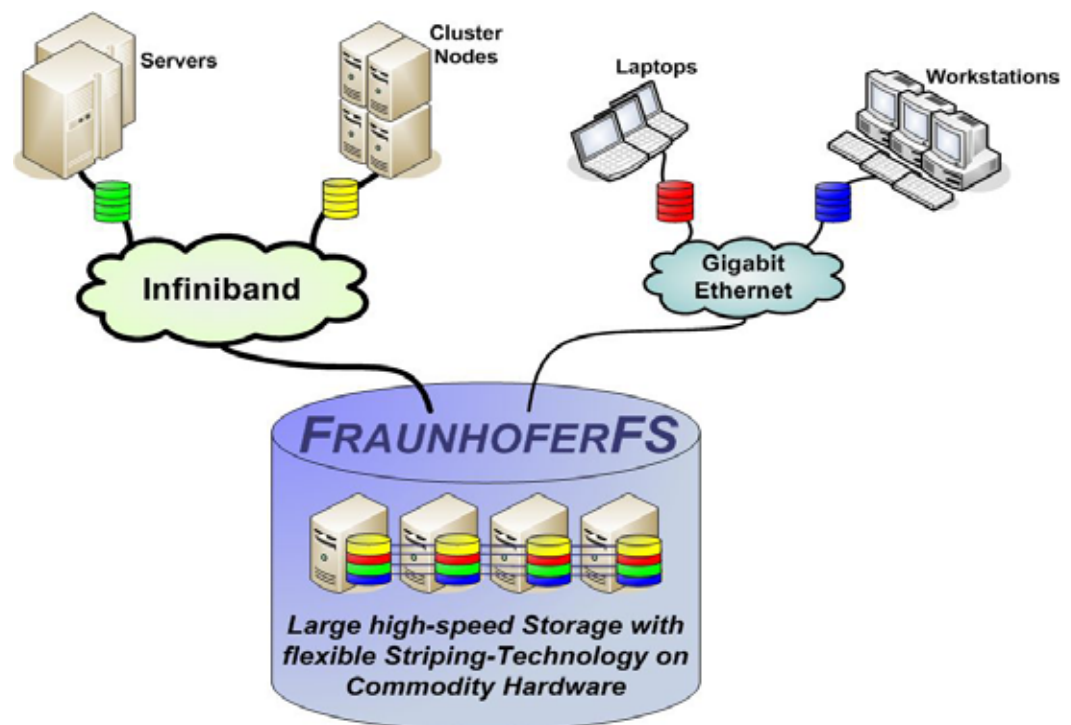 Servers
Cluster
Nodes
Laptops
Workstations
Infiniband
Gigabit
Ethernet
FRAUNHOFERFS
Large high-speed Storage with
flexible Striping-Technology on
Commodity Hardware